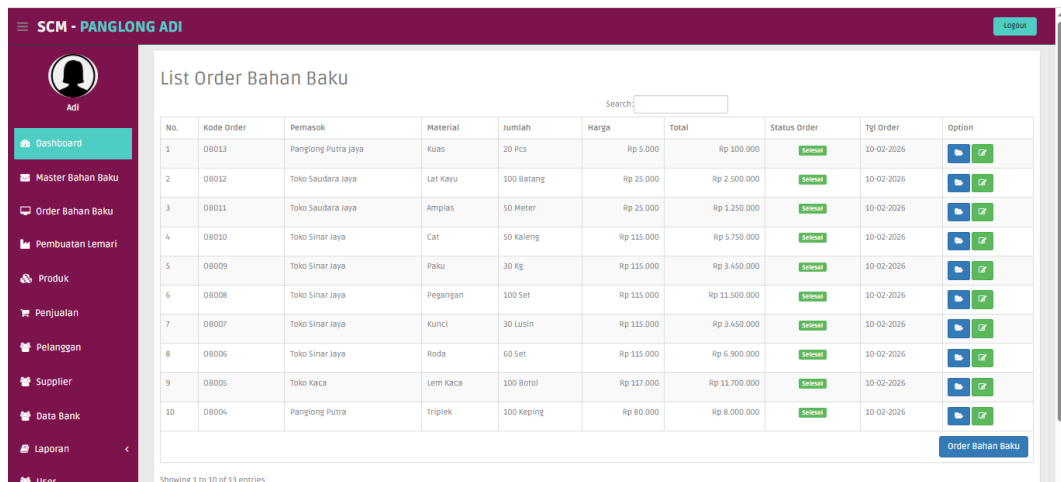 SCM - PANGLONG ADI
Logout
Adi
Dashboard
Master Bahan Baku
Order Bahan Baku
Pembuatan Lemari
Produk
Penjualan
Pelanggan
Supplier
Data Bank
Laporan
User
List Order Bahan Baku
Search:
No. Kode Order Pemasok Material Jumlah Harga Total Status Order Tgl Order Option
1 OB013 Panglong Putra jaya Kuas 20 Pcs Rp 5.000 Rp 100.000 Selesai 10-02-2026
2 OB012 Toko Saudara Jaya Lat Kayu 100 Batang Rp 25.000 Rp 2.500.000 Selesai 10-02-2026
3 OB011 Toko Saudara Jaya Amplas 50 Meter Rp 25.000 Rp 1.250.000 Selesai 10-02-2026
4 OB010 Toko Sinar Jaya Cat 50 Kaleng Rp 115.000 Rp 5.750.000 Selesai 10-02-2026
5 OB009 Toko Sinar Jaya Paku 30 Kg Rp 115.000 Rp 3.450.000 Selesai 10-02-2026
6 OB008 Toko Sinar Jaya Pegangan 100 Set Rp 115.000 Rp 11.500.000 Selesai 10-02-2026
7 OB007 Toko Sinar Jaya Kunci 30 Lusin Rp 115.000 Rp 3.450.000 Selesai 10-02-2026
8 OB006 Toko Sinar Jaya Roda 60 Set Rp 115.000 Rp 6.900.000 Selesai 10-02-2026
9 OB005 Toko Kaca Lem Kaca 100 Botol Rp 117.000 Rp 11.700.000 Selesai 10-02-2026
10 OB004 Panglong Putra Triplek 100 Keping Rp 80.000 Rp 8.000.000 Selesai 10-02-2026
Order Bahan Baku
Showing 1 to 10 of 13 entries